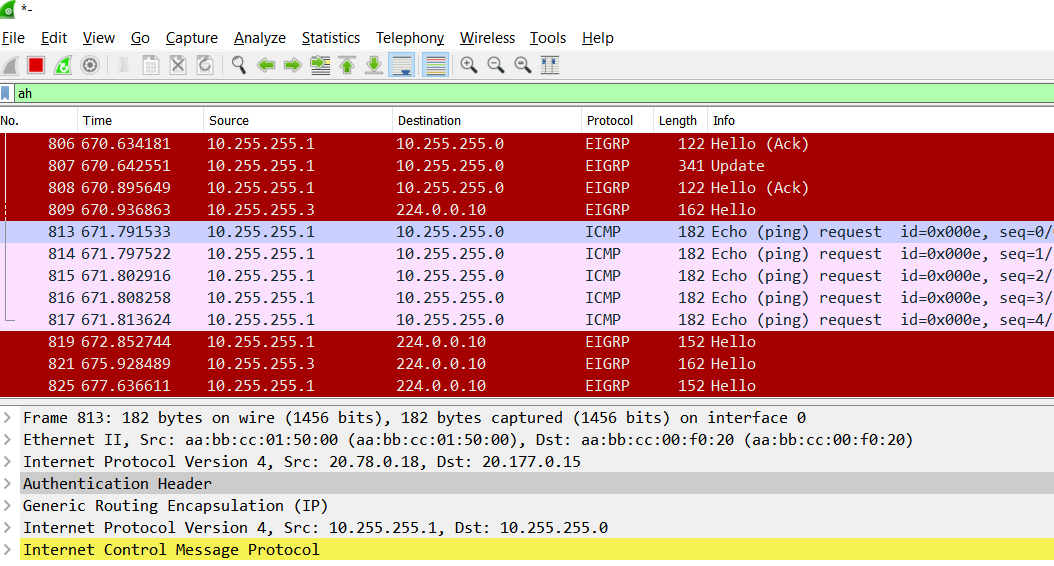 *-
File Edit View Go Capture Analyze Statistics Telephony Wireless Tools Help
ah
No. Time Source Destination Protocol Length Info
806 670.634181 10.255.255.1 10.255.255.0 EIGRP 122 Hello (Ack)
807 670.642551 10.255.255.1 10.255.255.0 EIGRP 341 Update
808 670.895649 10.255.255.1 10.255.255.0 EIGRP 122 Hello (Ack)
809 670.936863 10.255.255.3 224.0.0.10 EIGRP 162 Hello
813 671.791533 10.255.255.1 10.255.255.0 ICMP 182 Echo (ping) request id=0x000e, seq=0/
814 671.797522 10.255.255.1 10.255.255.0 ICMP 182 Echo (ping) request id=0x000e, seq=1/
815 671.802916 10.255.255.1 10.255.255.0 ICMP 182 Echo (ping) request id=0x000e, seq=2/
816 671.808258 10.255.255.1 10.255.255.0 ICMP 182 Echo (ping) request id=0x000e, seq=3/
817 671.813624 10.255.255.1 10.255.255.0 ICMP 182 Echo (ping) request id=0x000e, seq=4/
819 672.852744 10.255.255.1 224.0.0.10 EIGRP 152 Hello
821 675.928489 10.255.255.3 224.0.0.10 EIGRP 162 Hello
825 677.636611 10.255.255.1 224.0.0.10 EIGRP 152 Hello
Frame 813: 182 bytes on wire (1456 bits), 182 bytes captured (1456 bits) on interface 0
Ethernet II, Src: aa:bb:cc:01:50:00 (aa:bb:cc:01:50:00), Dst: aa:bb:cc:00:f0:20 (aa:bb:cc:00:f0:20)
Internet Protocol Version 4, Src: 20.78.0.18, Dst: 20.177.0.15
Authentication Header
Generic Routing Encapsulation (IP)
Internet Protocol Version 4, Src: 10.255.255.1, Dst: 10.255.255.0
Internet Control Message Protocol